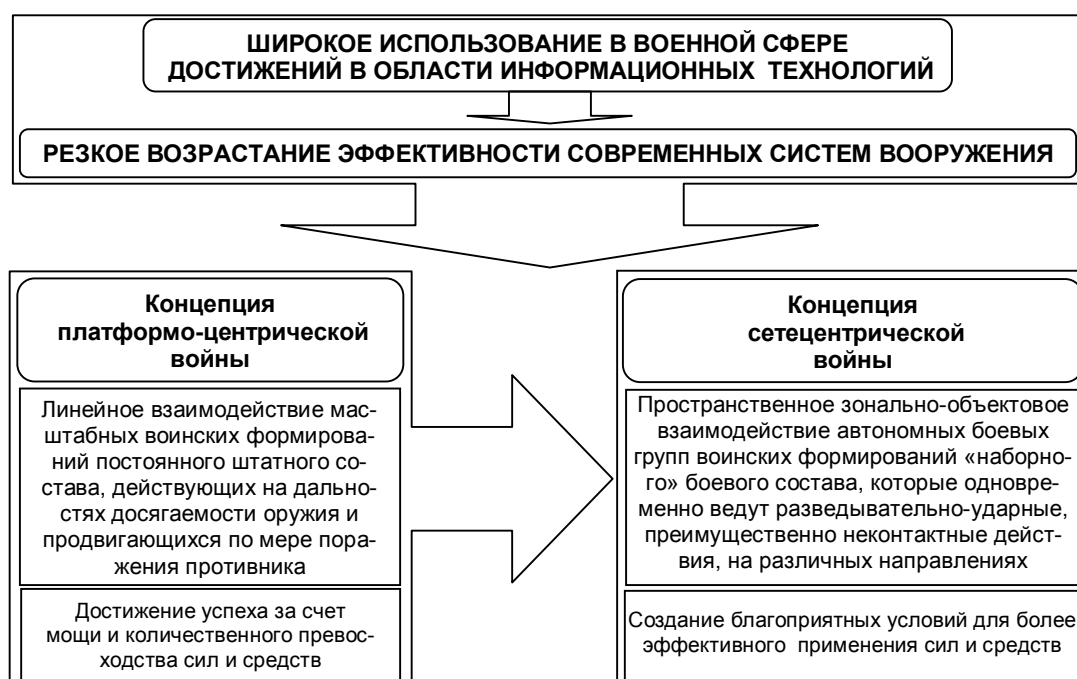 ШИРОКОЕ ИСПОЛЬЗОВАНИЕ В ВОЕННОЙ СФЕРЕ
ДОСТИЖЕНИЙ В ОБЛАСТИ ИНФОРМАЦИОННЫХ ТЕХНОЛОГИЙ
РЕЗКОЕ ВОЗРАСТАНИЕ ЭФФЕКТИВНОСТИ СОВРЕМЕННЫХ СИСТЕМ ВООРУЖЕНИЯ
Концепция
платформо-центрической
войны
Линейное взаимодействие мас-
штабных воинских формирова-
ний постоянного штатного со-
става, действующих на дально-
стях досягаемости оружия и
продвигающихся по мере пора-
жения противника
Достижение успеха за счет
мощи и количественного превос-
ходства сил и средств
Концепция
сетецентрической
войны
Пространственное зонально-объектовое
взаимодействие автономных боевых
групп воинских формирований «наборно-
го» боевого состава, которые одновре-
менно ведут разведывательно-ударные,
преимущественно неконтактные дейст-
вия, на различных направлениях
Создание благоприятных условий для более
эффективного применения сил и средств